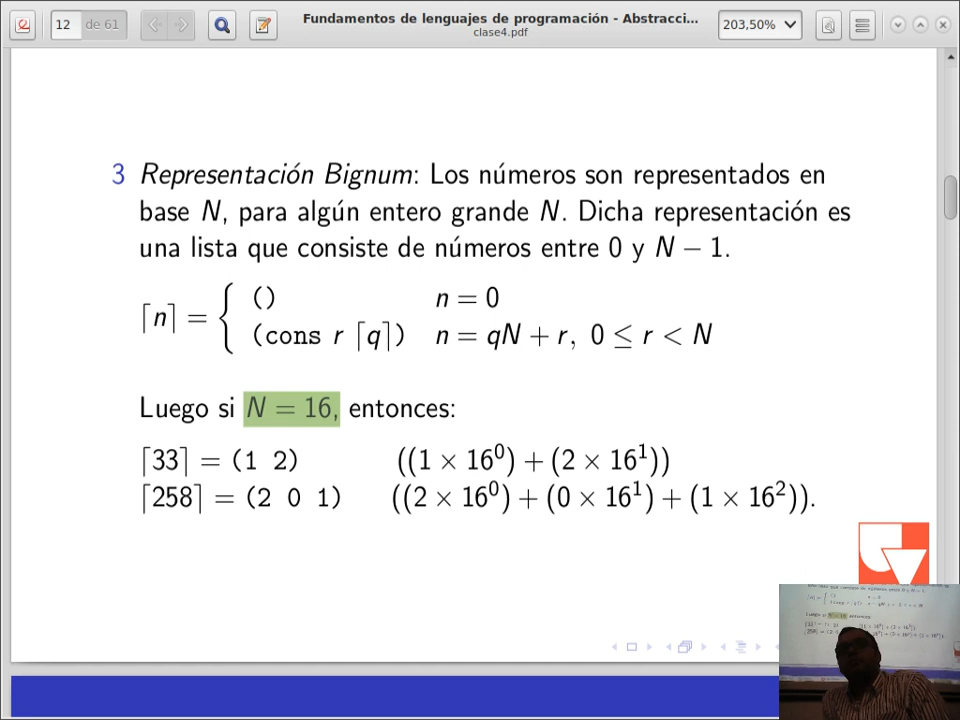 12 de 61
Fundamentos de lenguajes de programación - Abstracci...
clase4.pdf
203,50%
3 Representación Bignum: Los números son representados en
base N, para algún entero grande N. Dicha representación es
una lista que consiste de números entre 0 y N − 1.
⌈n⌉ = { () n = 0
(cons r ⌈q⌉) n = qN + r, 0 ≤ r < N
Luego si N = 16, entonces:
⌈33⌉ = (1 2) ((1 × 16⁰) + (2 × 16¹))
⌈258⌉ = (2 0 1) ((2 × 16⁰) + (0 × 16¹) + (1 × 16²)).